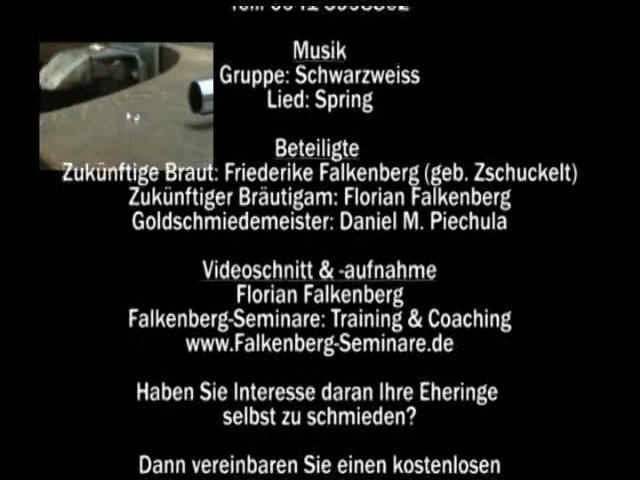 Musik
Gruppe: Schwarzweiss
Lied: Spring
Beteiligte
Zukünftige Braut: Friederike Falkenberg (geb. Zschuckelt)
Zukünftiger Bräutigam: Florian Falkenberg
Goldschmiedemeister: Daniel M. Piechula
Videoschnitt & -aufnahme
Florian Falkenberg
Falkenberg-Seminare: Training & Coaching
www.Falkenberg-Seminare.de
Haben Sie Interesse daran Ihre Eheringe
selbst zu schmieden?
Dann vereinbaren Sie einen kostenlosen